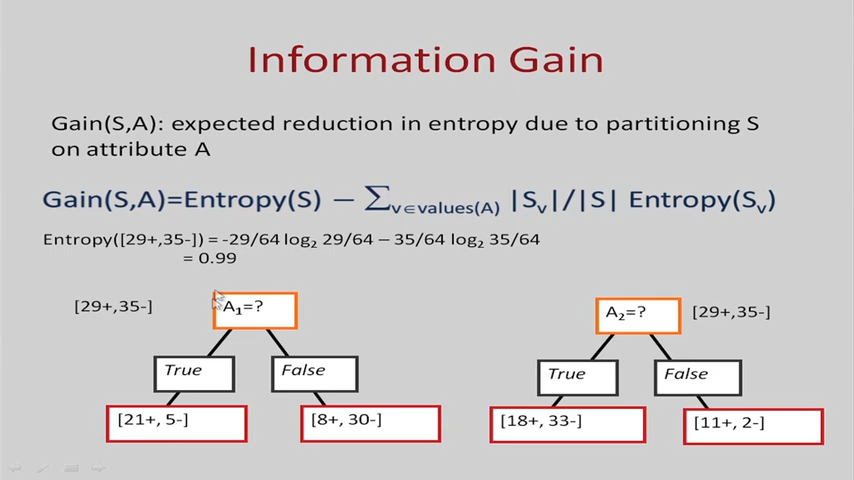 Information Gain
Gain(S,A): expected reduction in entropy due to partitioning S
on attribute A
Gain(S,A)=Entropy(S) − ∑v∈values(A) |Sv|/|S| Entropy(Sv)
Entropy([29+,35-]) = -29/64 log₂ 29/64 – 35/64 log₂ 35/64
= 0.99
[29+,35-] A₁=? A₂=? [29+,35-]
True False True False
[21+, 5-] [8+, 30-] [18+, 33-] [11+, 2-]